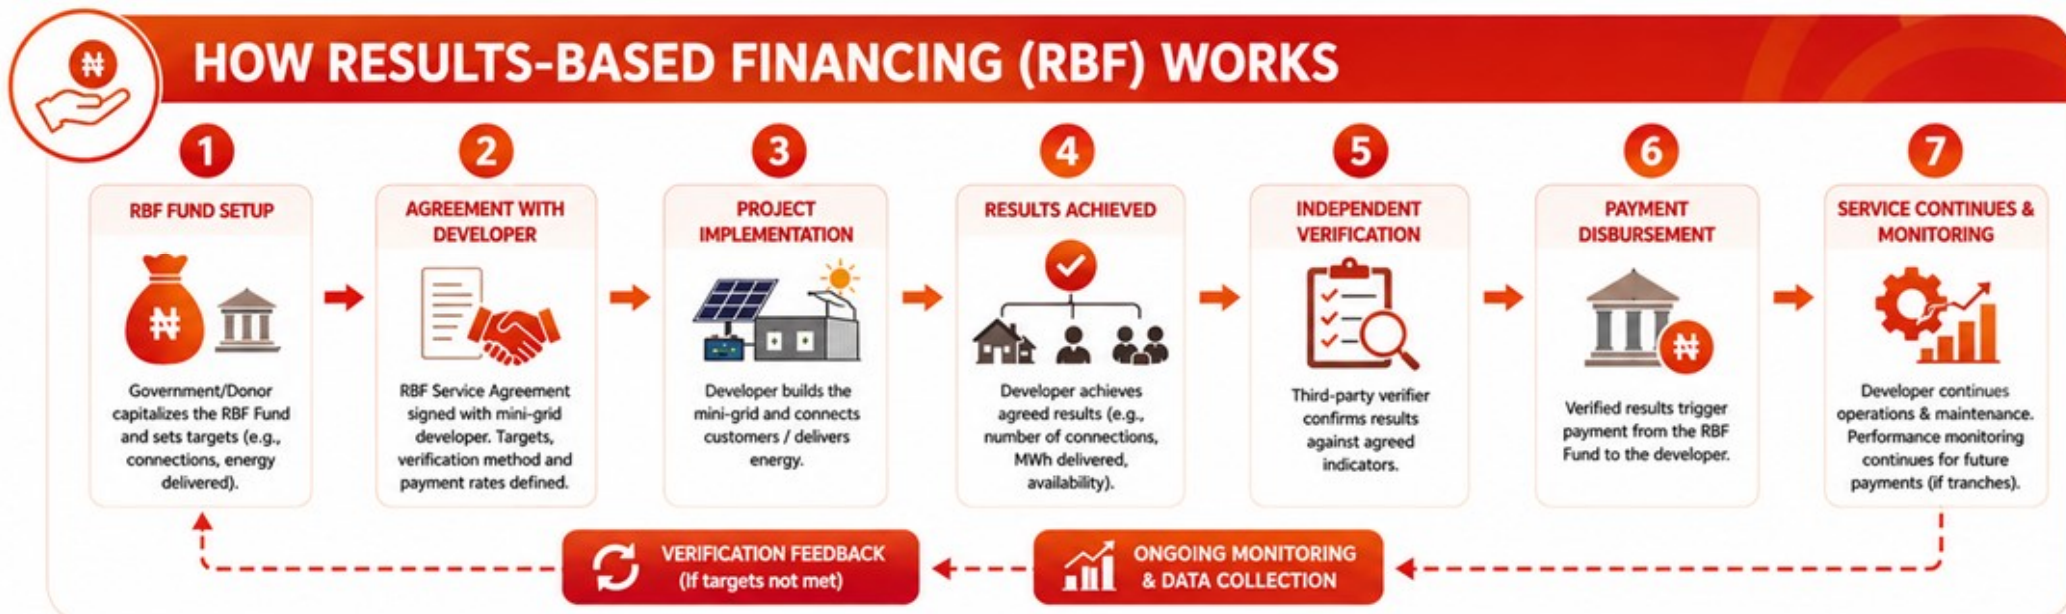 ₦
HOW RESULTS-BASED FINANCING (RBF) WORKS
1
RBF FUND SETUP
₦
Government/Donor
capitalizes the RBF Fund
and sets targets (e.g.,
connections, energy
delivered).
2
AGREEMENT WITH
DEVELOPER
RBF Service Agreement
signed with mini-grid
developer. Targets,
verification method and
payment rates defined.
3
PROJECT
IMPLEMENTATION
Developer builds the
mini-grid and connects
customers / delivers
energy.
4
RESULTS ACHIEVED
Developer achieves
agreed results (e.g.,
number of connections,
MWh delivered,
availability).
5
INDEPENDENT
VERIFICATION
Third-party verifier
confirms results
against agreed
indicators.
6
PAYMENT
DISBURSEMENT
₦
Verified results trigger
payment from the RBF
Fund to the developer.
7
SERVICE CONTINUES &
MONITORING
Developer continues
operations & maintenance.
Performance monitoring
continues for future
payments (if tranches).
VERIFICATION FEEDBACK
(If targets not met)
ONGOING MONITORING
& DATA COLLECTION